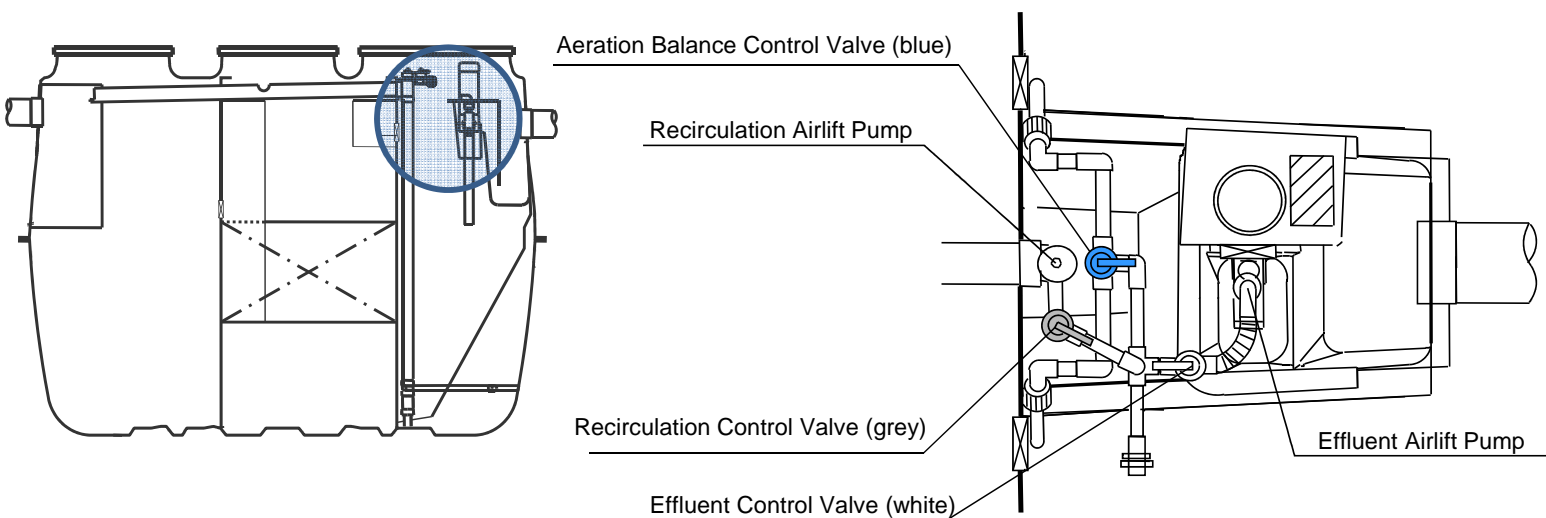 Aeration Balance Control Valve (blue)
Recirculation Airlift Pump
Recirculation Control Valve (grey)
Effluent Airlift Pump
Effluent Control Valve (white)